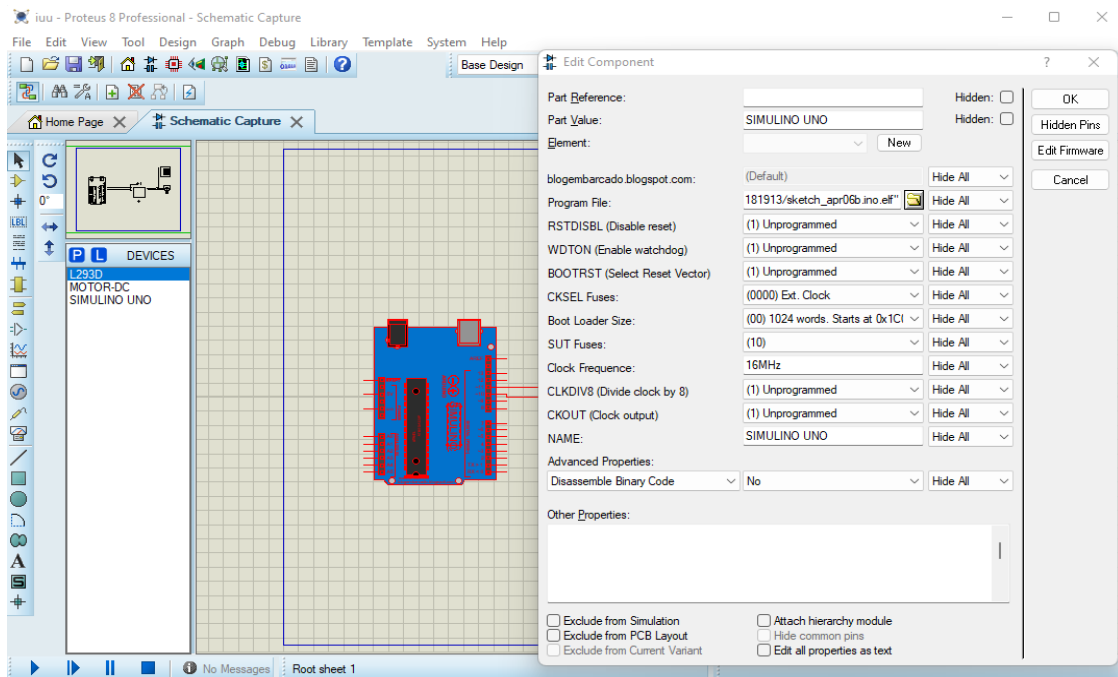 iuu - Proteus 8 Professional - Schematic Capture
File Edit View Tool Design Graph Debug Library Template System Help
Base Design
Home Page
Schematic Capture
0°
LBL
P L DEVICES
L293D
MOTOR-DC
SIMULINO UNO
A
S
No Messages
Root sheet 1
Edit Component
? 
Part Reference: Hidden:
Part Value: SIMULINO UNO Hidden:
Element: New
blogembarcado.blogspot.com: (Default) Hide All
Program File: 181913/sketch_apr06b.ino.elf" Hide All
RSTDISBL (Disable reset) (1) Unprogrammed Hide All
WDTON (Enable watchdog) (1) Unprogrammed Hide All
BOOTRST (Select Reset Vector) (1) Unprogrammed Hide All
CKSEL Fuses: (0000) Ext. Clock Hide All
Boot Loader Size: (00) 1024 words. Starts at 0x1C( Hide All
SUT Fuses: (10) Hide All
Clock Frequency: 16MHz Hide All
CLKDIV8 (Divide clock by 8) (1) Unprogrammed Hide All
CKOUT (Clock output) (1) Unprogrammed Hide All
NAME: SIMULINO UNO Hide All
Advanced Properties:
Disassemble Binary Code No Hide All
Other Properties:
Exclude from Simulation Attach hierarchy module
Exclude from PCB Layout Hide common pins
Exclude from Current Variant Edit all properties as text
OK
Hidden Pins
Edit Firmware
Cancel